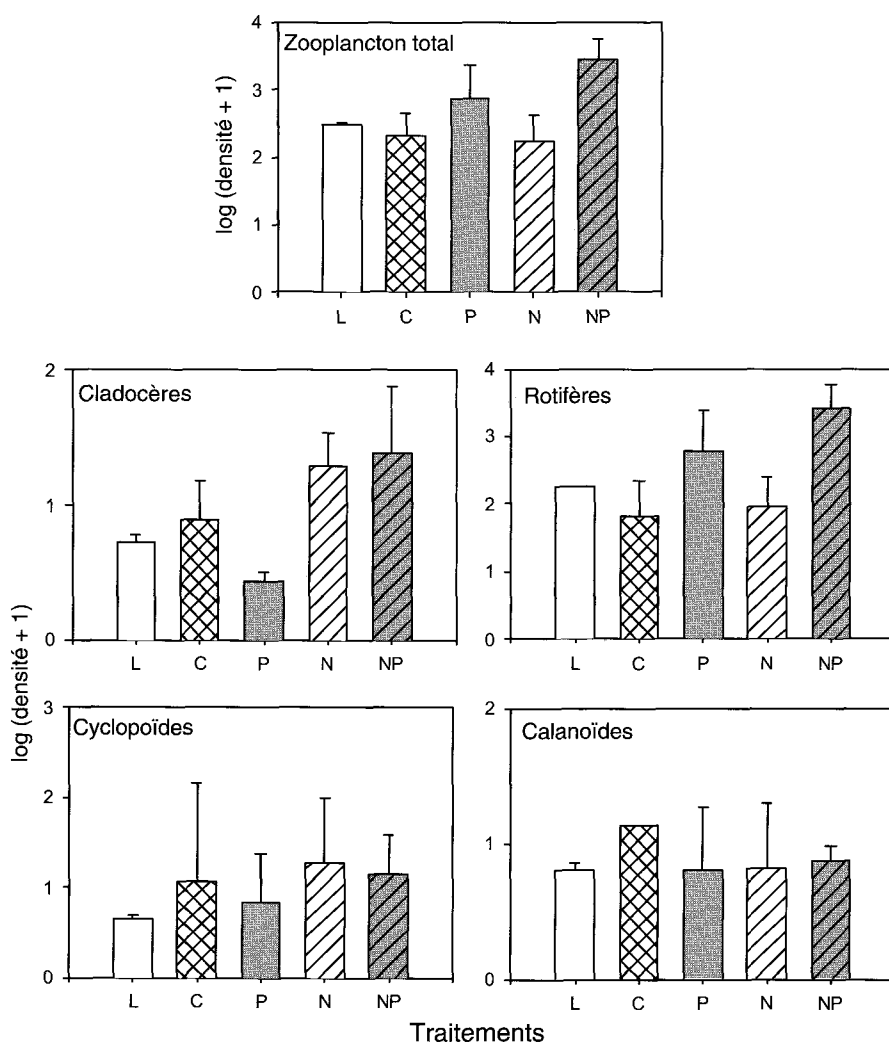 Zooplancton total
log (densité + 1)
4
3
2
1
0
L C P N NP
Cladocères
2
1
0
L C P N NP
Rotifères
4
3
2
1
0
L C P N NP
log (densité + 1)
Cyclopoïdes
3
2
1
0
L C P N NP
Calanoïdes
2
1
0
L C P N NP
Traitements